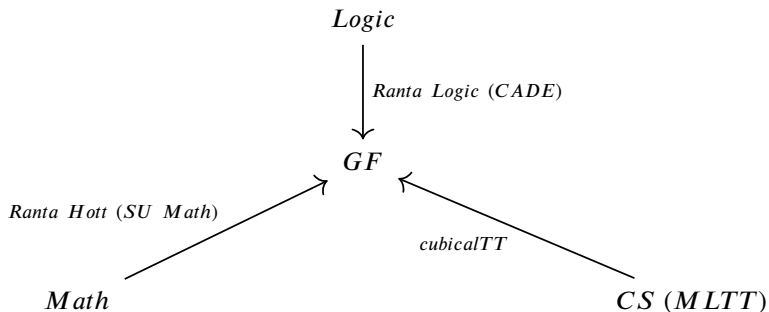 Logic
Ranta Logic (CADE)
GF
Ranta Hott (SU Math)
cubicalTT
Math
CS (MLTT)